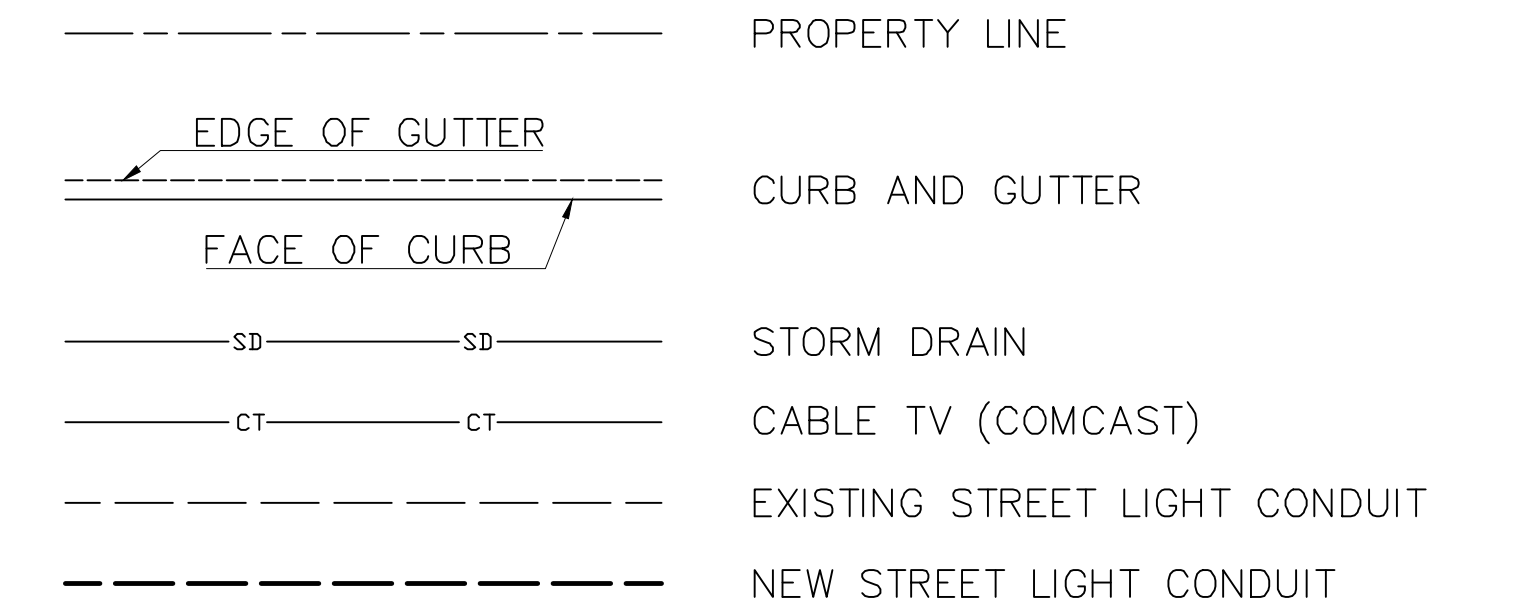 PROPERTY LINE
EDGE OF GUTTER
CURB AND GUTTER
FACE OF CURB
SD SD STORM DRAIN
CT CT CABLE TV (COMCAST)
EXISTING STREET LIGHT CONDUIT
NEW STREET LIGHT CONDUIT